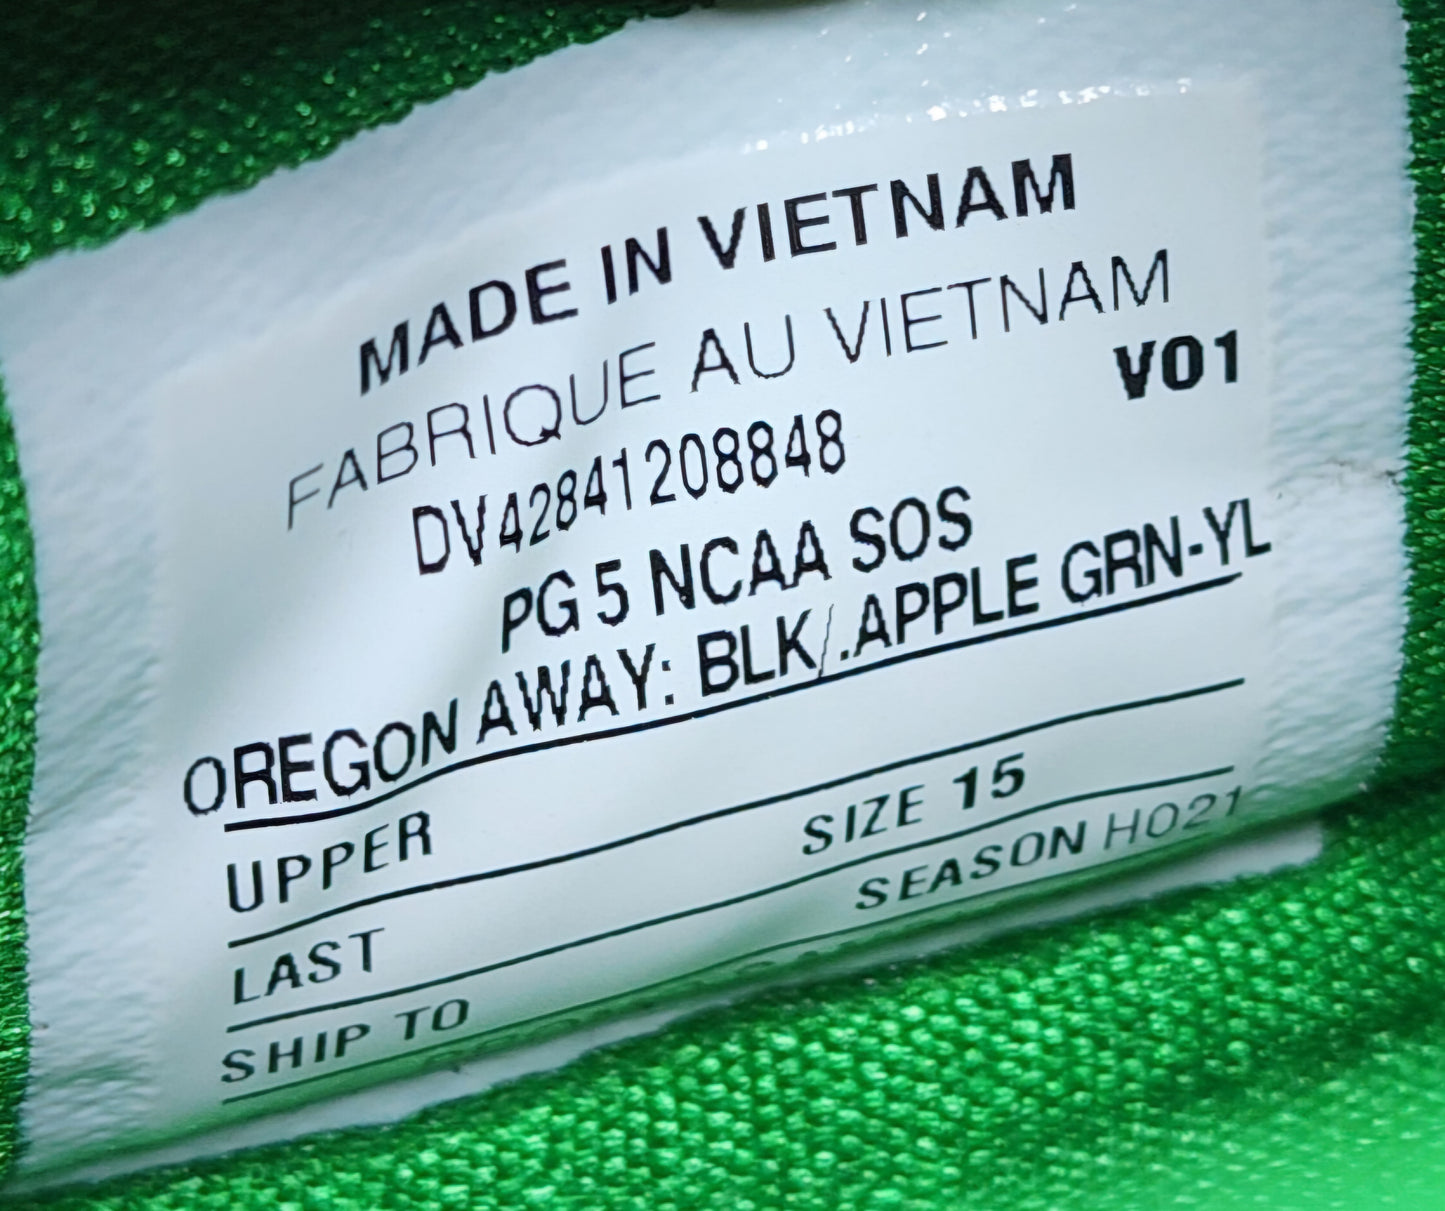 MADE IN VIETNAM
FABRIQUE AU VIETNAM
V01
DV42841208848
PG 5 NCAA SOS
OREGON AWAY: BLK/.APPLE GRN-YL
UPPER SIZE 15
LAST SEASON HO21
SHIP TO